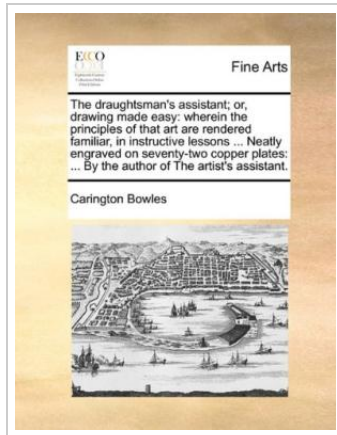 ECCO
Fine Arts
The draughtsman's assistant; or,
drawing made easy: wherein the
principles of that art are rendered
familiar, in instructive lessons ... Neatly
engraved on seventy-two copper plates:
... By the author of The artist's assistant.
Carington Bowles